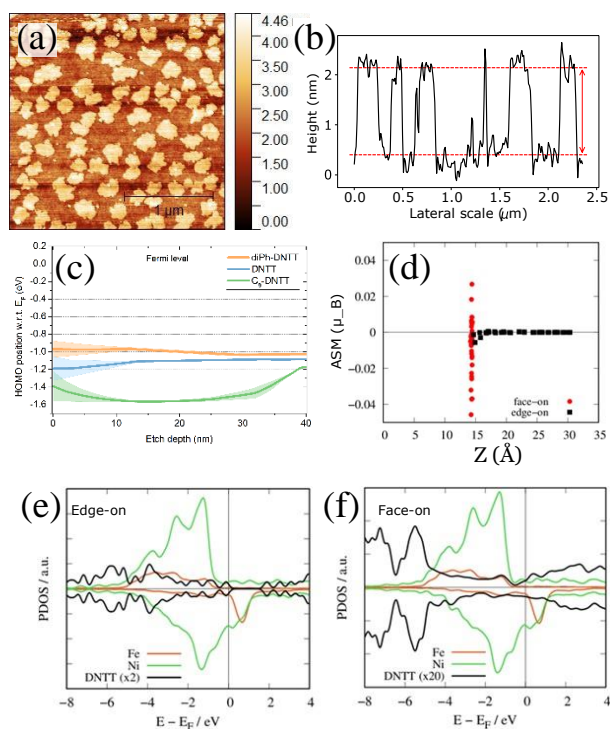 (a)
1 μm
4.46
4.00
3.50
3.00
2.50
2.00
1.50
1.00
0.00
(b)
Height (nm)
2
1
0
0.0 0.5 1.0 1.5 2.0 2.5
Lateral scale (μm)
(c)
Fermi level
diPh-DNTT
DNTT
C8-DNTT
HOMO position w.r.t. EF (eV)
0.2
0.0
-0.2
-0.4
-0.6
-0.8
-1.0
-1.2
-1.4
-1.6
0 10 20 30 40
Etch depth (nm)
(d)
ASM (μ_B)
0.04
0.02
0
-0.02
-0.04
face-on
edge-on
0 5 10 15 20 25 30 35
Z (Å)
(e)
Edge-on
PDOS / a.u.
Fe
Ni
DNTT (x2)
-8 -6 -4 -2 0 2 4
E - EF / eV
(f)
Face-on
PDOS / a.u.
Fe
Ni
DNTT (x20)
-8 -6 -4 -2 0 2 4
E - EF / eV